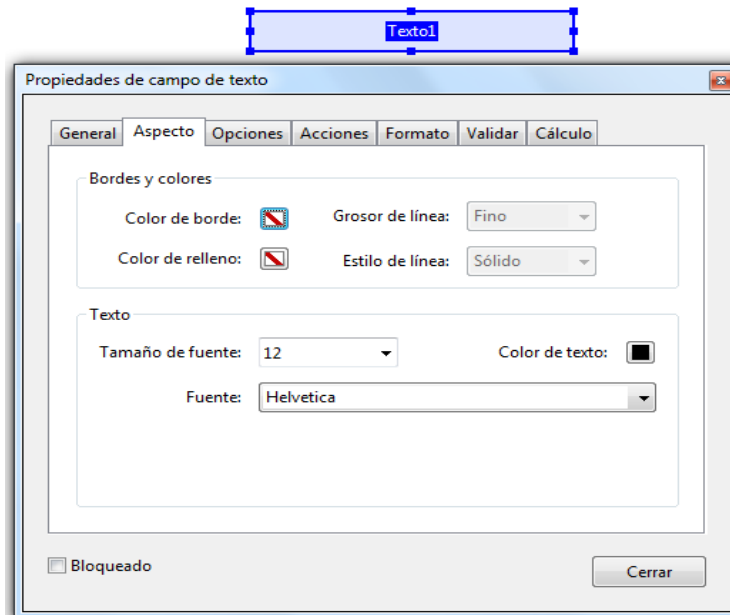 Texto1
Propiedades de campo de texto
General Aspecto Opciones Acciones Formato Validar Cálculo
Bordes y colores
Color de borde: Grosor de línea: Fino
Color de relleno: Estilo de línea: Sólido
Texto
Tamaño de fuente: 12 Color de texto:
Fuente: Helvetica
Bloqueado Cerrar